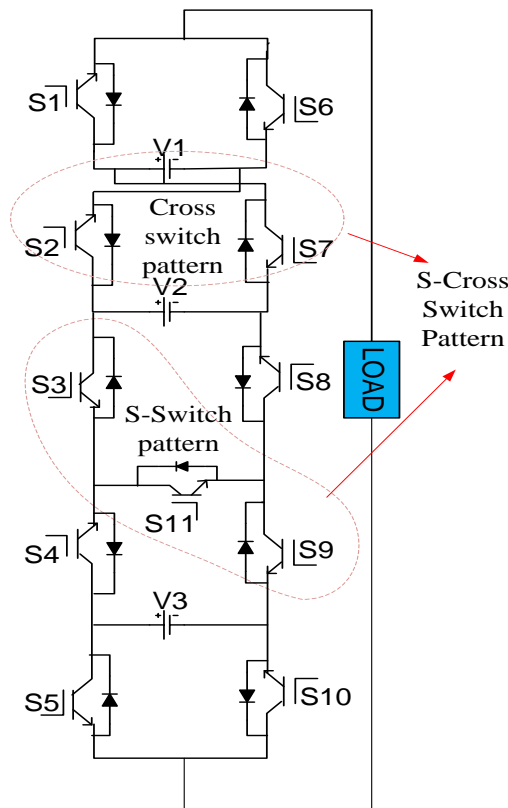 S1
S6
V1
+ -
Cross
switch
pattern
S2
S7
V2
+ -
S-Cross
Switch
Pattern
LOAD
S3
S8
S-Switch
pattern
S11
S4
S9
V3
+ -
S5
S10